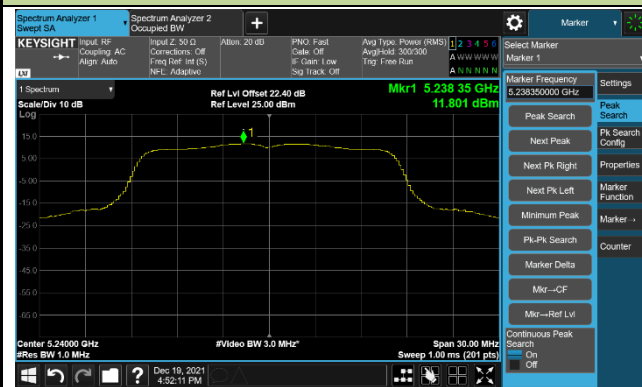 Spectrum Analyzer 1
Swept SA
Spectrum Analyzer 2
Occupied BW
Marker
KEYSIGHT
Input: RF
Coupling: AC
Align: Auto
Input Z: 50 Ω
Corrections: Off
Freq Ref: Int (S)
NFE: Adaptive
Atten: 20 dB
PNO: Fast
Gate: Off
IF Gain: Low
Sig Track: Off
Avg Type: Power (RMS)
Avg|Hold: 300/300
Trig: Free Run
1 2 3 4 5 6
A W W W W W
A N N N N N
LXI
Select Marker
Marker 1
1 Spectrum
Scale/Div 10 dB
Log
Ref Lvl Offset 22.40 dB
Ref Level 25.00 dBm
Mkr1 5.238 35 GHz
11.801 dBm
15.0
5.00
-5.00
-15.0
-25.0
-35.0
-45.0
-55.0
-65.0
1
Center 5.24000 GHz
#Res BW 1.0 MHz
#Video BW 3.0 MHz*
Span 30.00 MHz
Sweep 1.00 ms (201 pts)
Marker Frequency
5.238350000 GHz
Peak Search
Next Peak
Next Pk Right
Next Pk Left
Minimum Peak
Pk-Pk Search
Marker Delta
Mkr→CF
Mkr→Ref Lvl
Continuous Peak
Search
On
Off
Settings
Peak
Search
Pk Search
Config
Properties
Marker
Function
Marker→
Counter
Dec 19, 2021
4:52:11 PM